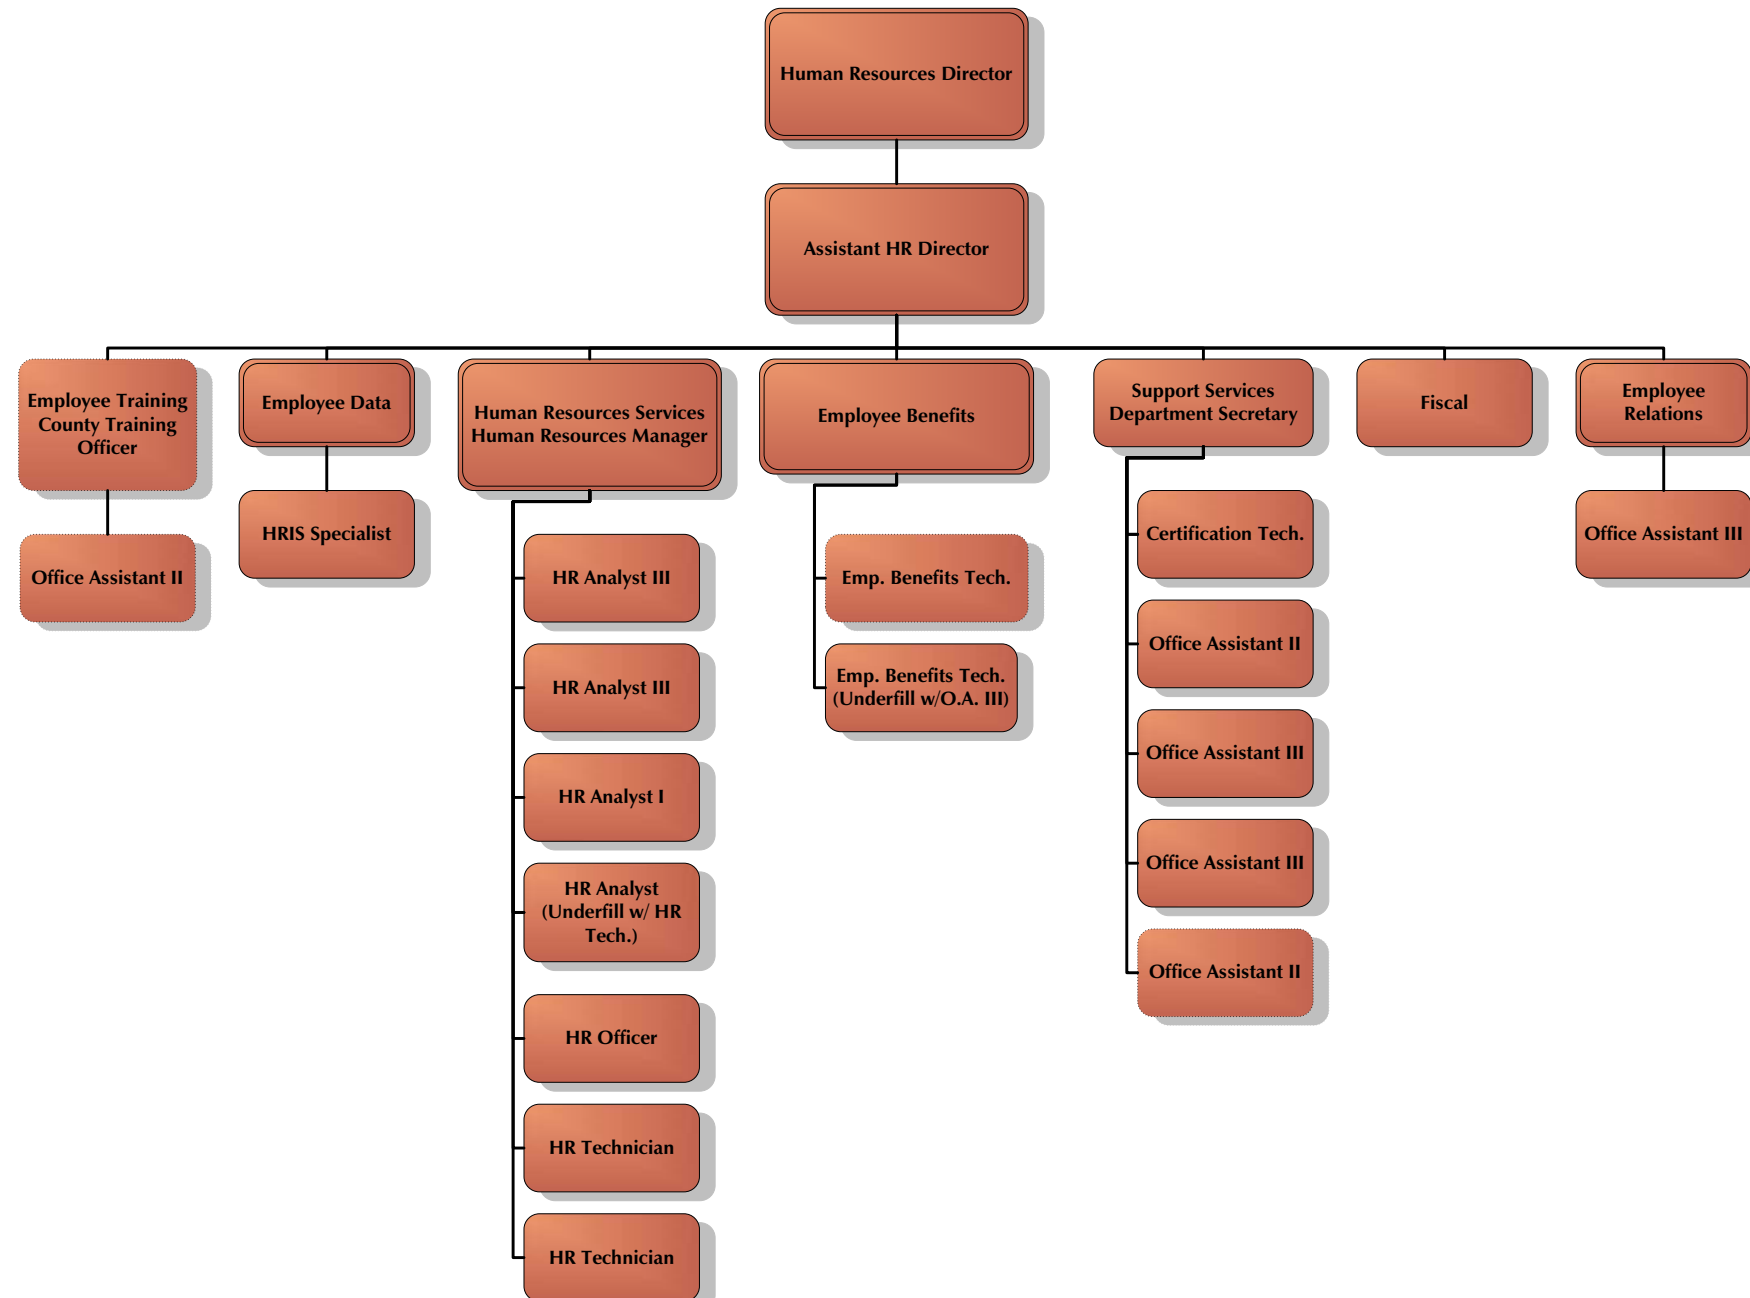 Human Resources Director
Assistant HR Director
Employee Training
County Training
Officer
Employee Data
Human Resources Services
Human Resources Manager
Employee Benefits
Support Services
Department Secretary
Fiscal
Employee
Relations
Office Assistant II
HRIS Specialist
HR Analyst III
HR Analyst III
HR Analyst I
HR Analyst
(Underfill w/ HR
Tech.)
HR Officer
HR Technician
HR Technician
Emp. Benefits Tech.
Emp. Benefits Tech.
(Underfill w/O.A. III)
Certification Tech.
Office Assistant II
Office Assistant III
Office Assistant III
Office Assistant II
Office Assistant III